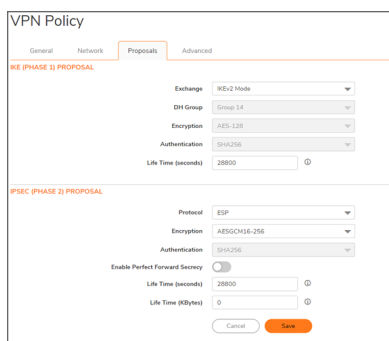 VPN Policy
General Network Proposals Advanced
IKE (PHASE 1) PROPOSAL
Exchange IKEv2 Mode
DH Group Group 14
Encryption AES-128
Authentication SHA256
Life Time (seconds) 28800
IPSEC (PHASE 2) PROPOSAL
Protocol ESP
Encryption AESGCM16-256
Authentication SHA256
Enable Perfect Forward Secrecy
Life Time (seconds) 28800
Life Time (KBytes) 0
Cancel Save